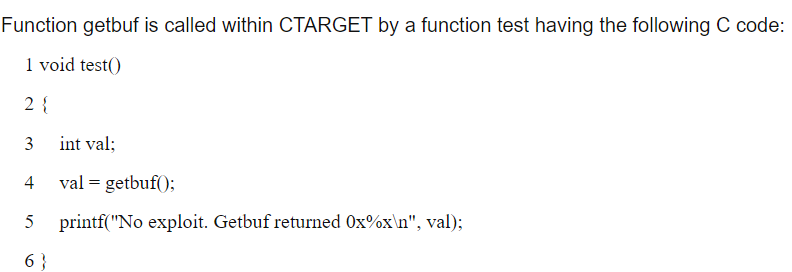 Function getbuf is called within CTARGET by a function test having the following C code:
1 void test()
2 {
3 int val;
4 val = getbuf();
5 printf("No exploit. Getbuf returned 0x%x\n", val);
6 }